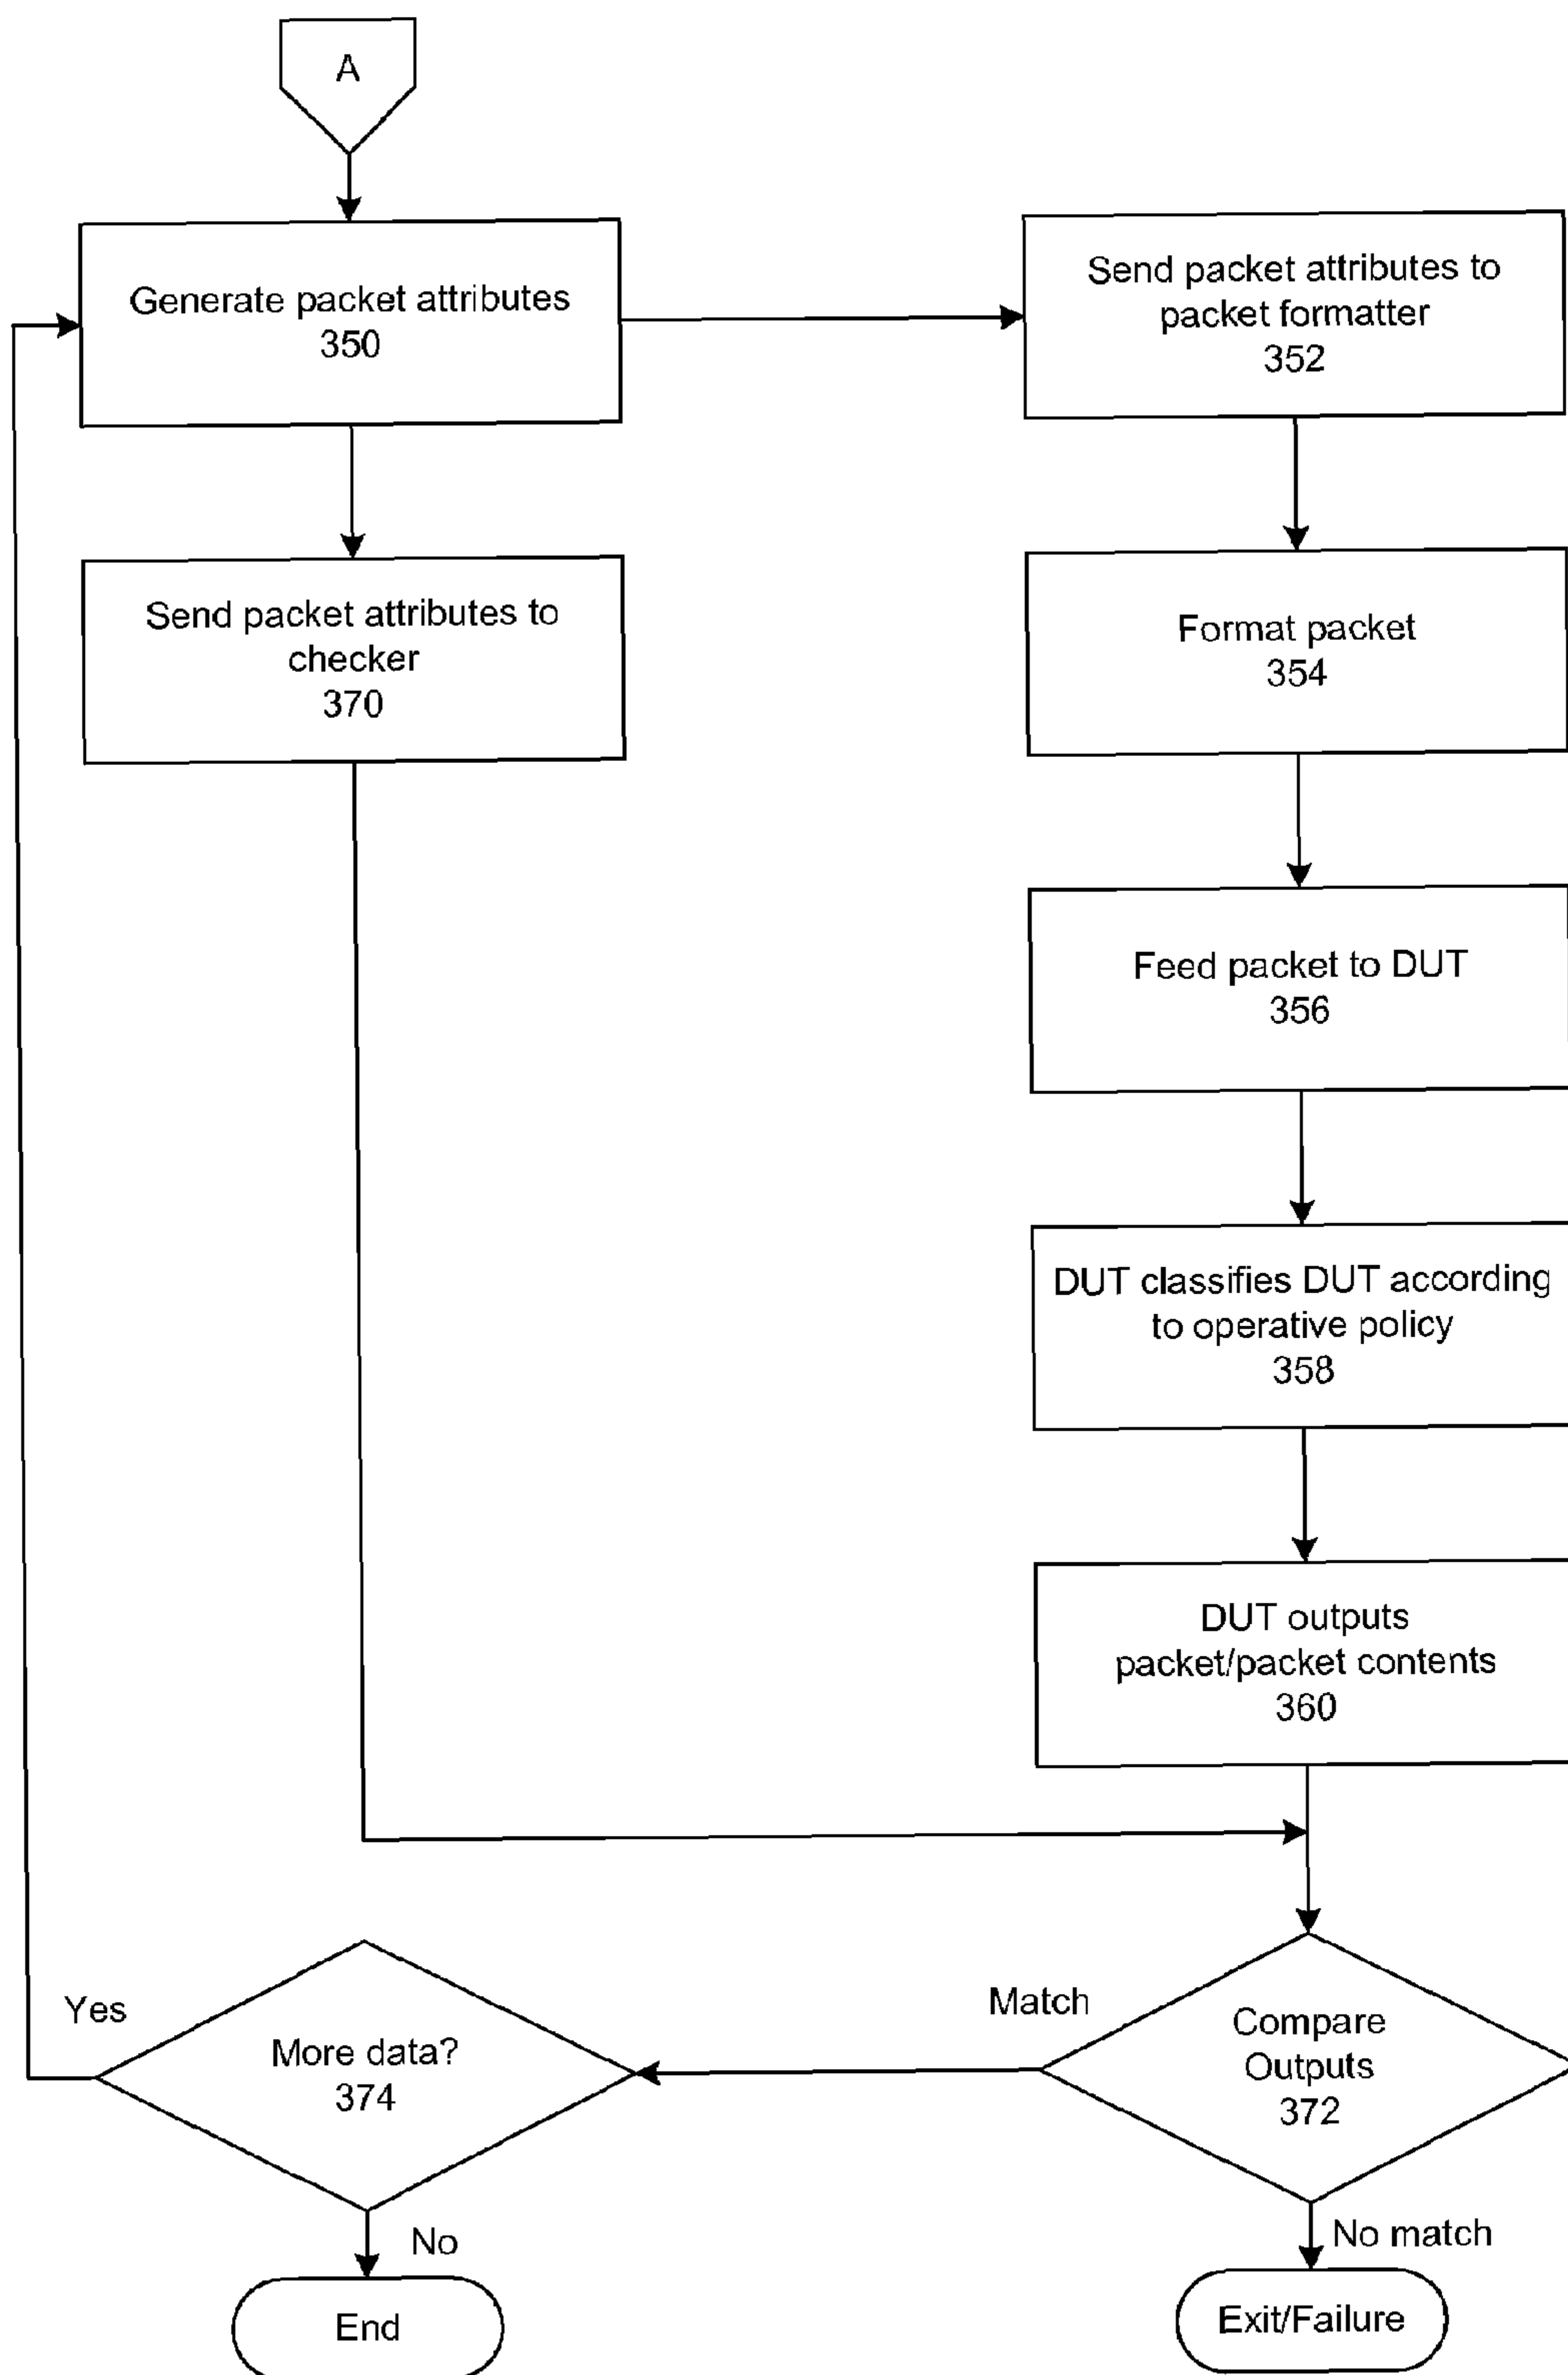 A
Generate packet attributes
350
Send packet attributes to
packet formatter
352
Send packet attributes to
checker
370
Format packet
354
Feed packet to DUT
356
DUT classifies DUT according
to operative policy
358
DUT outputs
packet/packet contents
360
Yes
More data?
374
Match
Compare
Outputs
372
No
No match
End
Exit/Failure